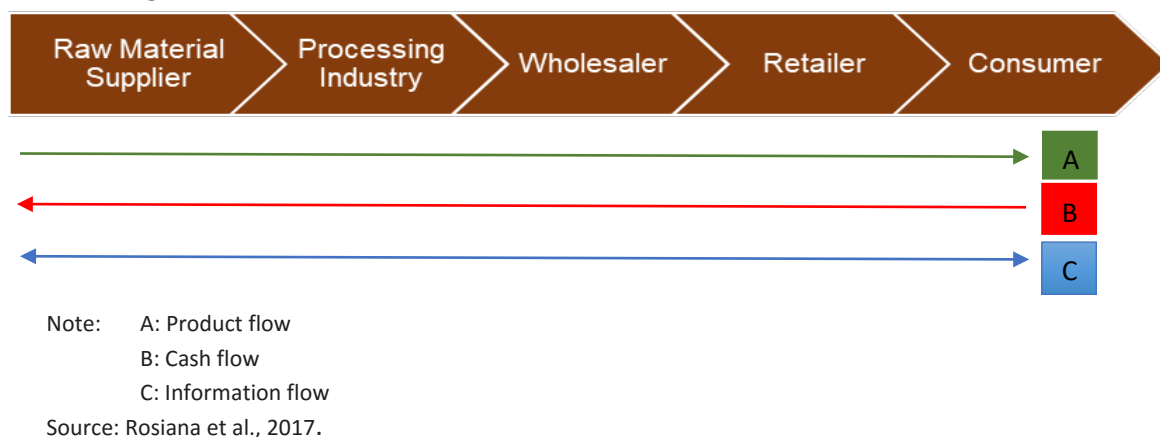 Raw Material
Supplier
Processing
Industry
Wholesaler
Retailer
Consumer
A
B
C
Note: A: Product flow
B: Cash flow
C: Information flow
Source: Rosiana et al., 2017.